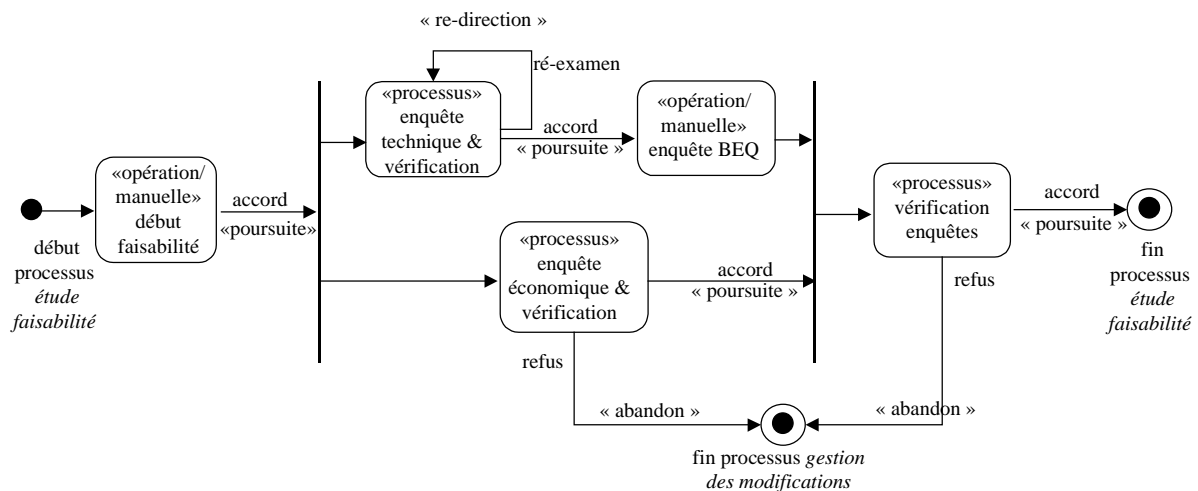 « re-direction »
ré-examen
«processus»
enquête
technique &
vérification
accord
« poursuite »
«opération/
manuelle»
enquête BEQ
«opération/
manuelle»
début
faisabilité
accord
«poursuite»
début
processus
étude
faisabilité
«processus»
enquête
économique &
vérification
accord
« poursuite »
refus
« abandon »
«processus»
vérification
enquêtes
accord
« poursuite »
refus
« abandon »
fin
processus
étude
faisabilité
fin processus gestion
des modifications